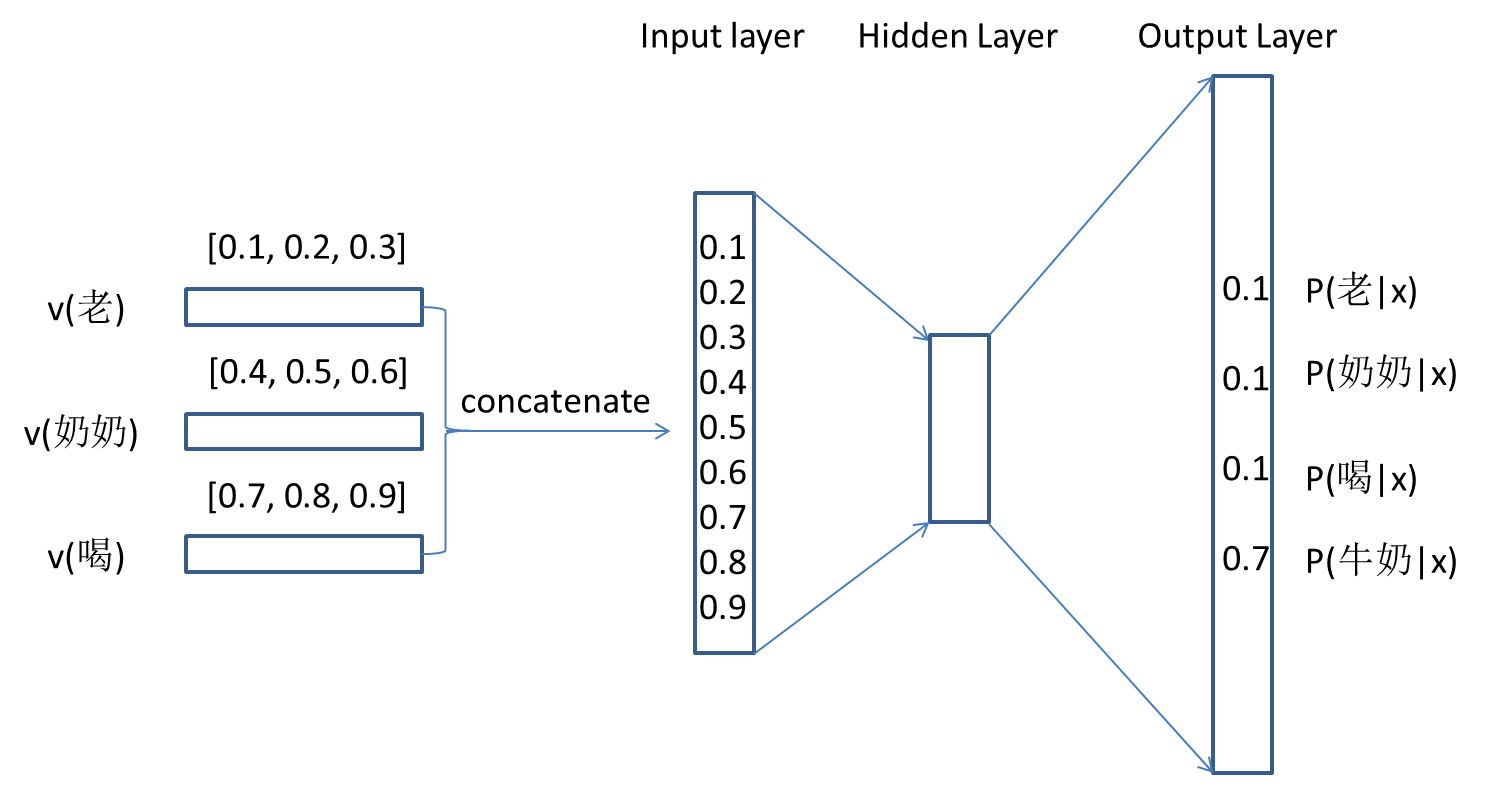 Input layer
Hidden Layer
Output Layer
[0.1, 0.2, 0.3]
v(老)
[0.4, 0.5, 0.6]
v(奶奶)
[0.7, 0.8, 0.9]
v(喝)
concatenate
0.1
0.2
0.3
0.4
0.5
0.6
0.7
0.8
0.9
0.1 P(老|x)
0.1 P(奶奶|x)
0.1 P(喝|x)
0.7 P(牛奶|x)